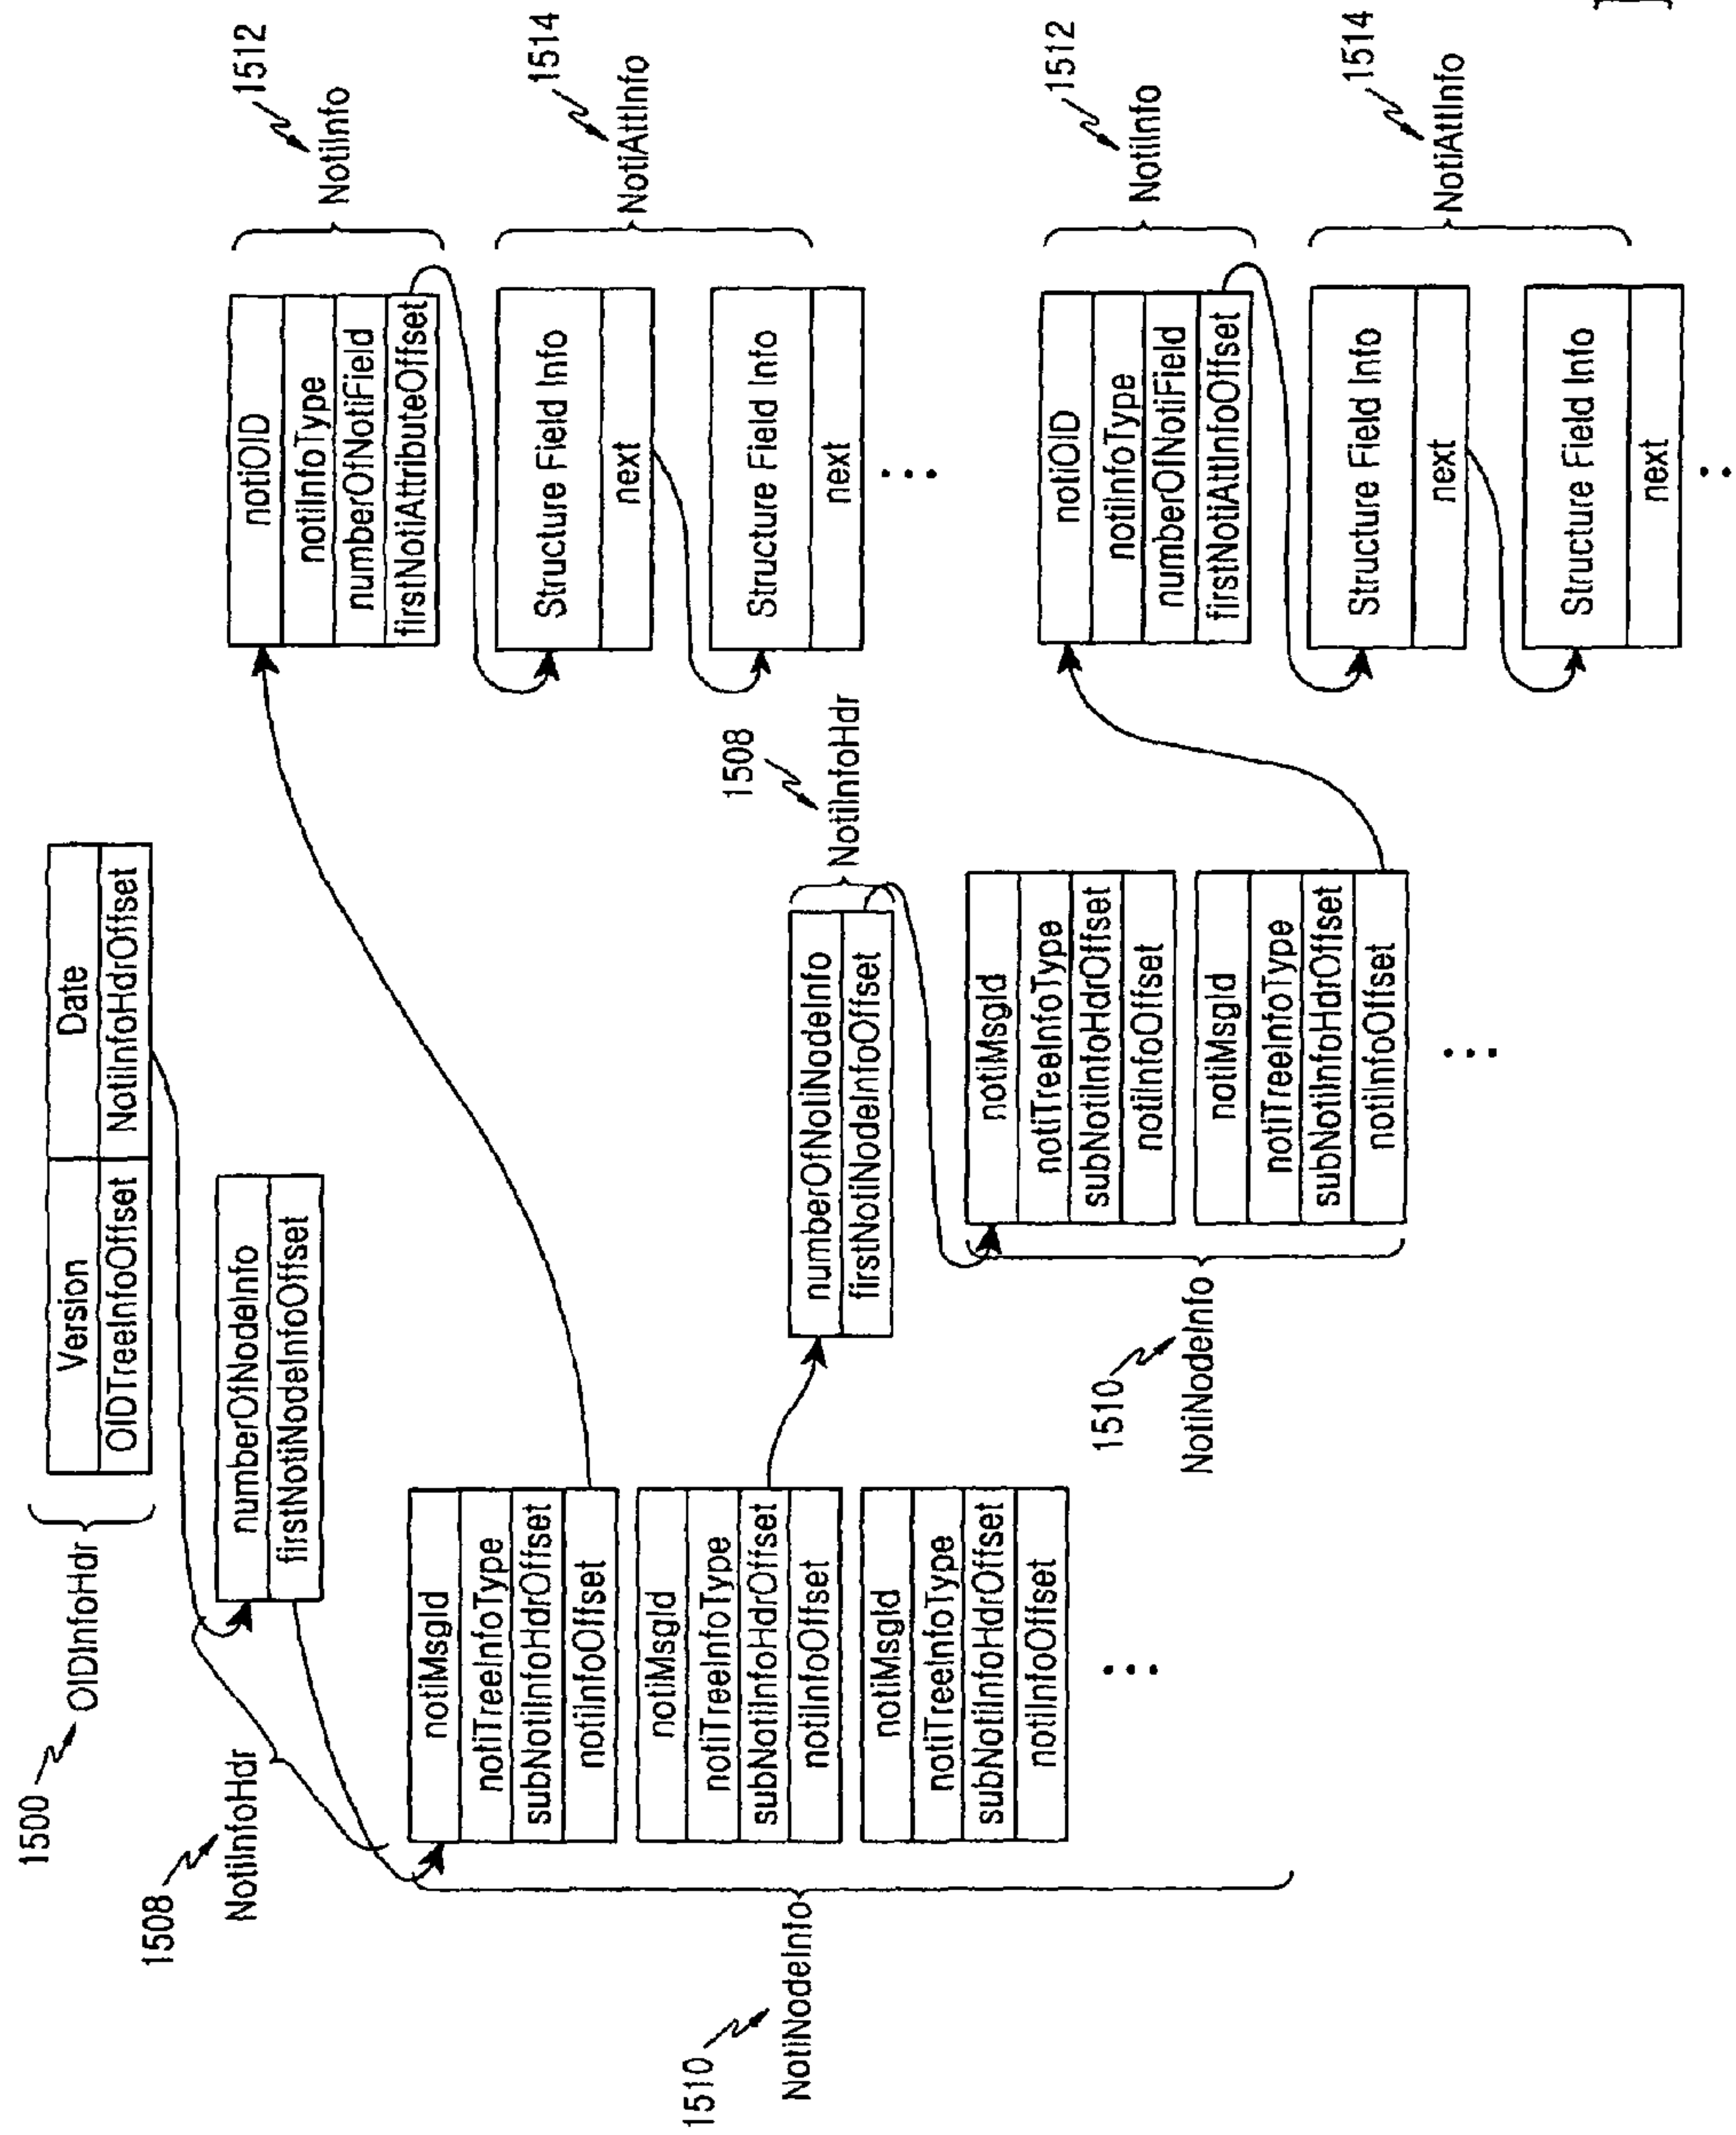 1500
OIDInfoHdr
Version
Date
OIDTreeInfoOffset
NotiInfoHdrOffset
1508
NotiInfoHdr
numberOfNodeInfo
firstNotiNodeInfoOffset
1510
NotiNodeInfo
notiMsgId
notiTreeInfoType
subNotiInfoHdrOffset
notiInfoOffset
notiMsgId
notiTreeInfoType
subNotiInfoHdrOffset
notiInfoOffset
notiMsgId
notiTreeInfoType
subNotiInfoHdrOffset
notiInfoOffset
...
1508
NotiInfoHdr
numberOfNotiNodeInfo
firstNotiNodeInfoOffset
1510
NotiNodeInfo
notiMsgId
notiTreeInfoType
subNotiInfoHdrOffset
notiInfoOffset
notiMsgId
notiTreeInfoType
subNotiInfoHdrOffset
notiInfoOffset
...
1512
NotiInfo
notiOID
notiInfoType
numberOfNotiField
firstNotiAttributeOffset
1514
NotiAttInfo
Structure Field Info
next
Structure Field Info
next
...
1512
NotiInfo
notiOID
notiInfoType
numberOfNotiField
firstNotiAttInfoOffset
1514
NotiAttInfo
Structure Field Info
next
Structure Field Info
next